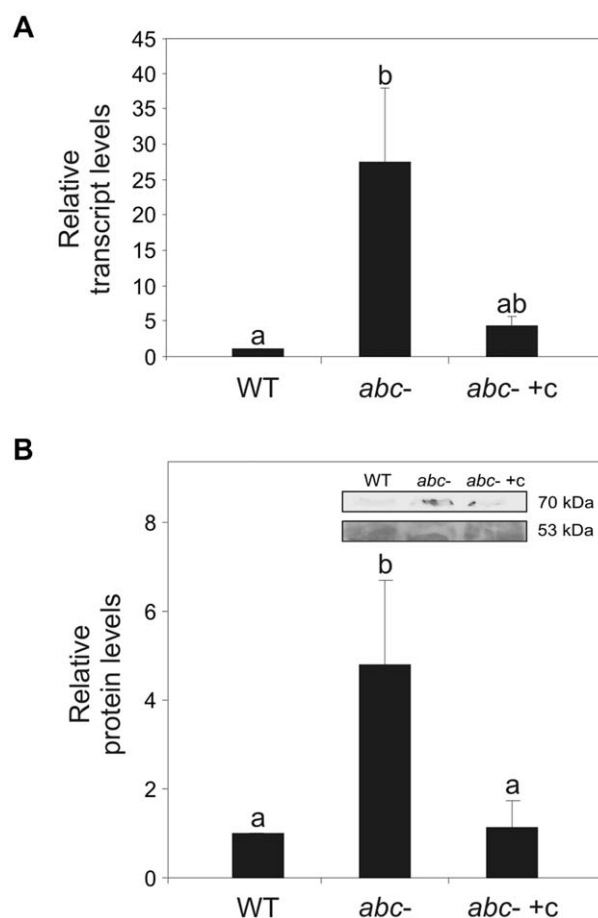 A
Relative
transcript levels
45
40
35
30
25
20
15
10
5
0
a
b
ab
WT
abc-
abc- +c
B
Relative
protein levels
8
6
4
2
0
WT abc- abc- +c
70 kDa
53 kDa
a
b
a
WT
abc-
abc- +c